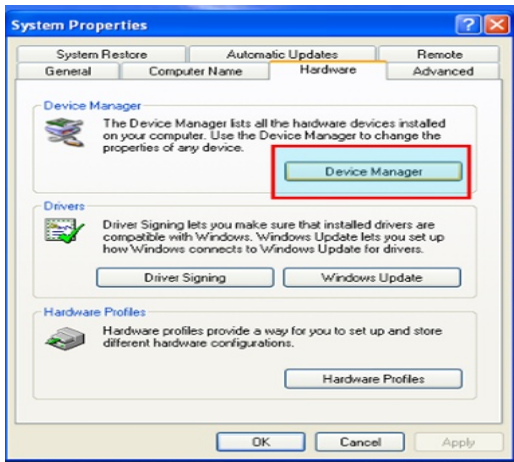 System Properties
System Restore Automatic Updates Remote
General Computer Name Hardware Advanced
Device Manager
The Device Manager lists all the hardware devices installed
on your computer. Use the Device Manager to change the
properties of any device.
Device Manager
Drivers
Driver Signing lets you make sure that installed drivers are
compatible with Windows. Windows Update lets you set up
how Windows connects to Windows Update for drivers.
Driver Signing Windows Update
Hardware Profiles
Hardware profiles provide a way for you to set up and store
different hardware configurations.
Hardware Profiles
OK Cancel Apply